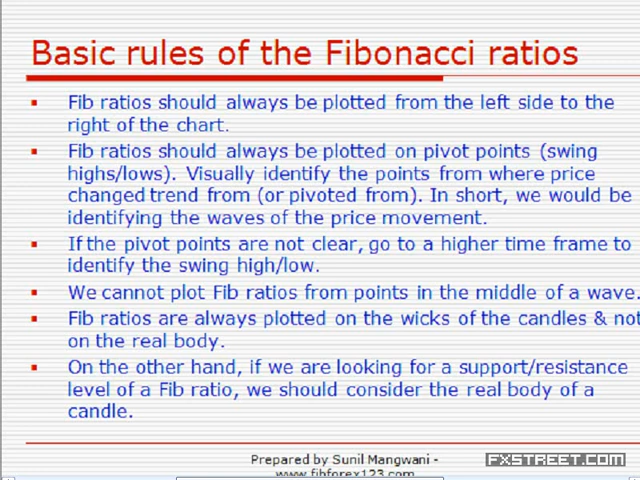 Basic rules of the Fibonacci ratios
Fib ratios should always be plotted from the left side to the
right of the chart.
Fib ratios should always be plotted on pivot points (swing
highs/lows). Visually identify the points from where price
changed trend from (or pivoted from). In short, we would be
identifying the waves of the price movement.
If the pivot points are not clear, go to a higher time frame to
identify the swing high/low.
We cannot plot Fib ratios from points in the middle of a wave.
Fib ratios are always plotted on the wicks of the candles & not
on the real body.
On the other hand, if we are looking for a support/resistance
level of a Fib ratio, we should consider the real body of a
candle.
Prepared by Sunil Mangwani -
www.fibforex123.com
FXSTREET.COM